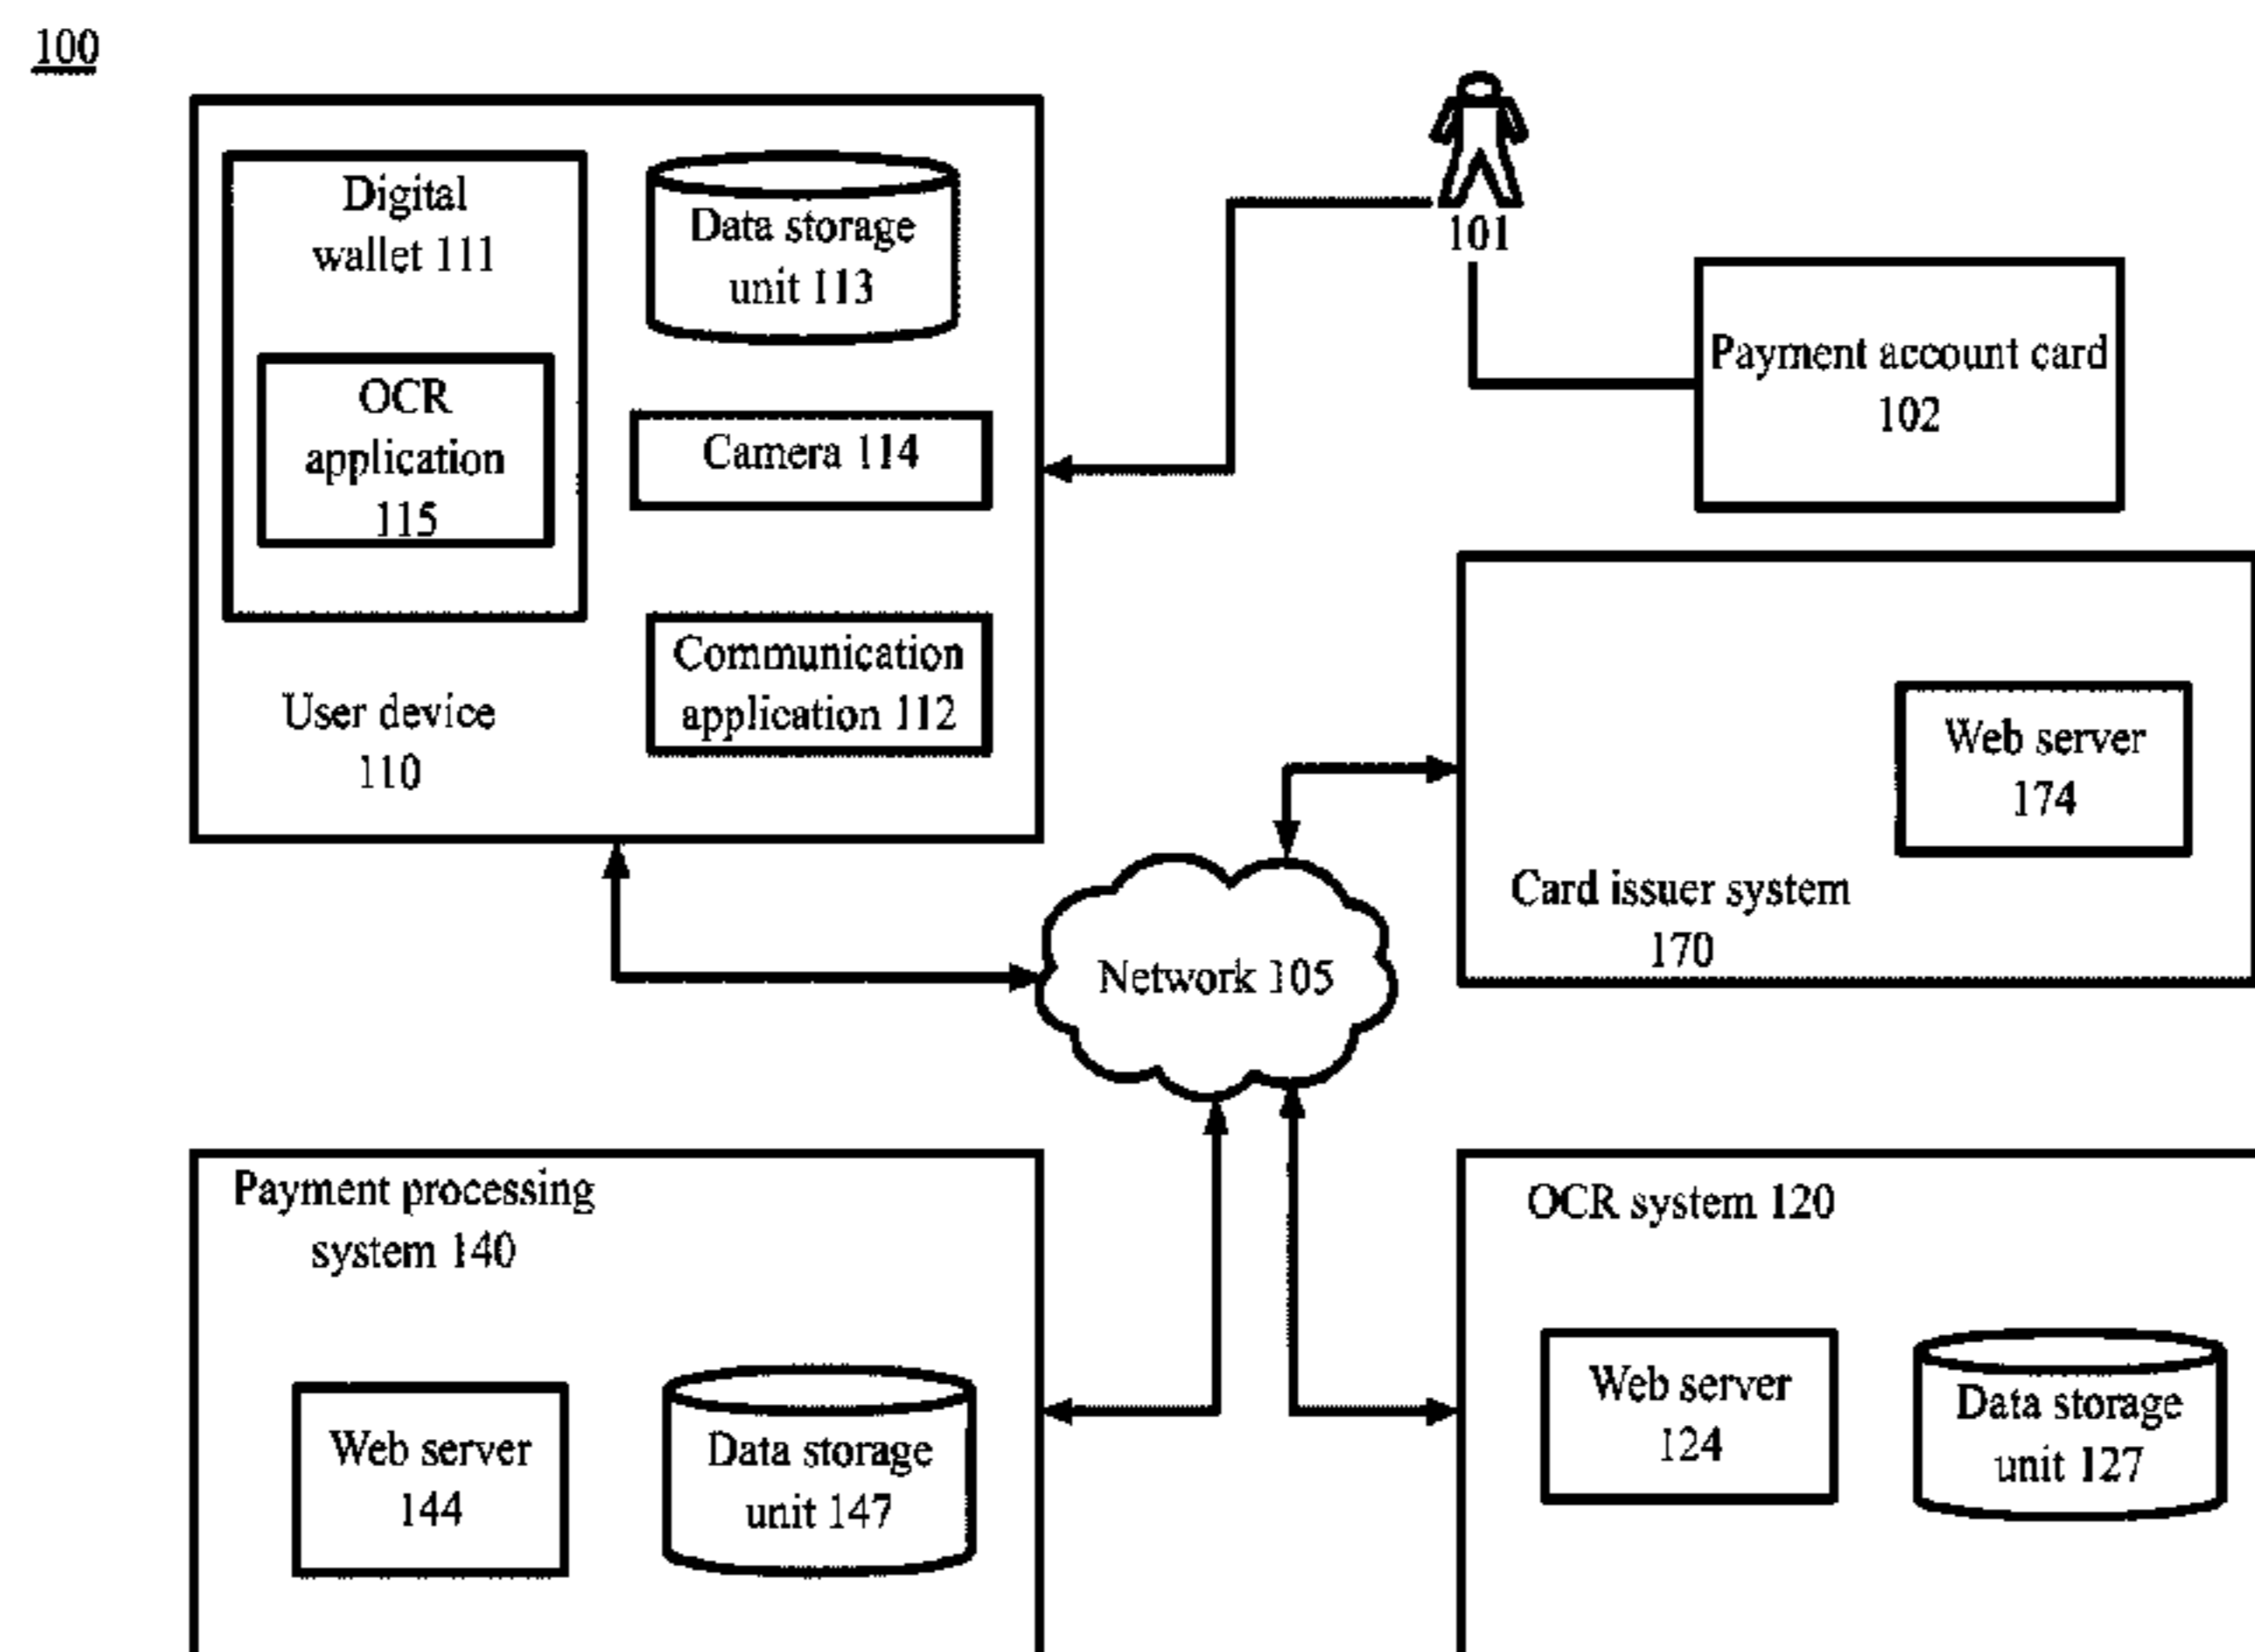 100
Digital
wallet 111
OCR
application
115
Data storage
unit 113
Camera 114
Communication
application 112
User device
110
101
Payment account card
102
Web server
174
Card issuer system
170
Network 105
Payment processing
system 140
Web server
144
Data storage
unit 147
OCR system 120
Web server
124
Data storage
unit 127